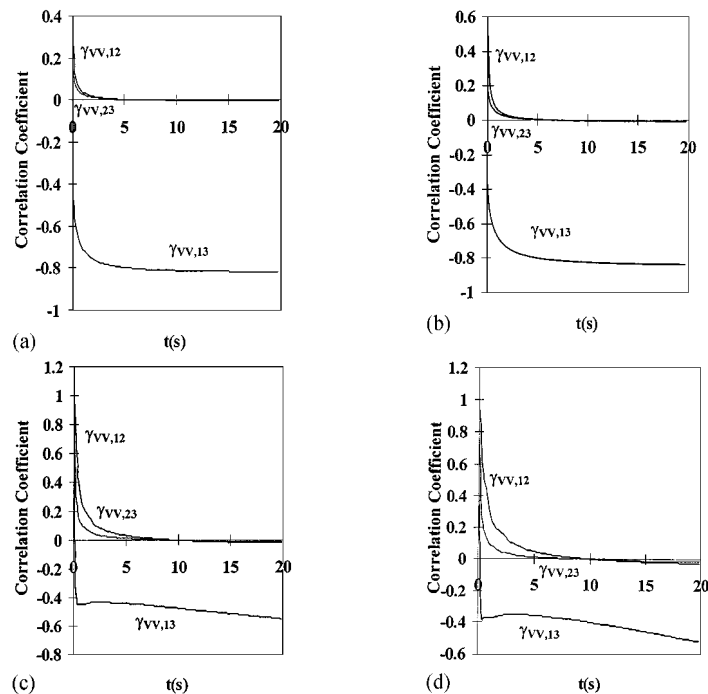 0.4
0.2
0
-0.2
-0.4
-0.6
-0.8
-1
Correlation Coefficient
γVV,12
γVV,23
0 5 10 15 20
γVV,13
(a)
t(s)
0.6
0.4
0.2
0
-0.2
-0.4
-0.6
-0.8
-1
Correlation Coefficient
γVV,12
γVV,23
0 5 10 15 20
γVV,13
(b)
t(s)
1.2
1
0.8
0.6
0.4
0.2
0
-0.2
-0.4
-0.6
-0.8
Correlation Coefficient
γVV,12
γVV,23
0 5 10 15 20
γVV,13
(c)
t(s)
1.2
1
0.8
0.6
0.4
0.2
0
-0.2
-0.4
-0.6
Correlation Coefficient
γVV,12
γVV,23
0 5 10 15 20
γVV,13
(d)
t(s)